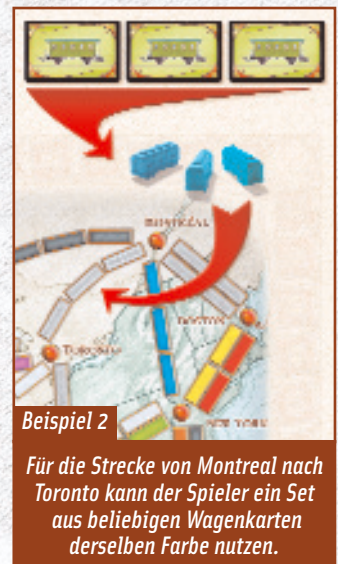 MONTRÉAL
BOSTON
TORONTO
NEW YORK
Beispiel 2
Für die Strecke von Montreal nach
Toronto kann der Spieler ein Set
aus beliebigen Wagenkarten
derselben Farbe nutzen.